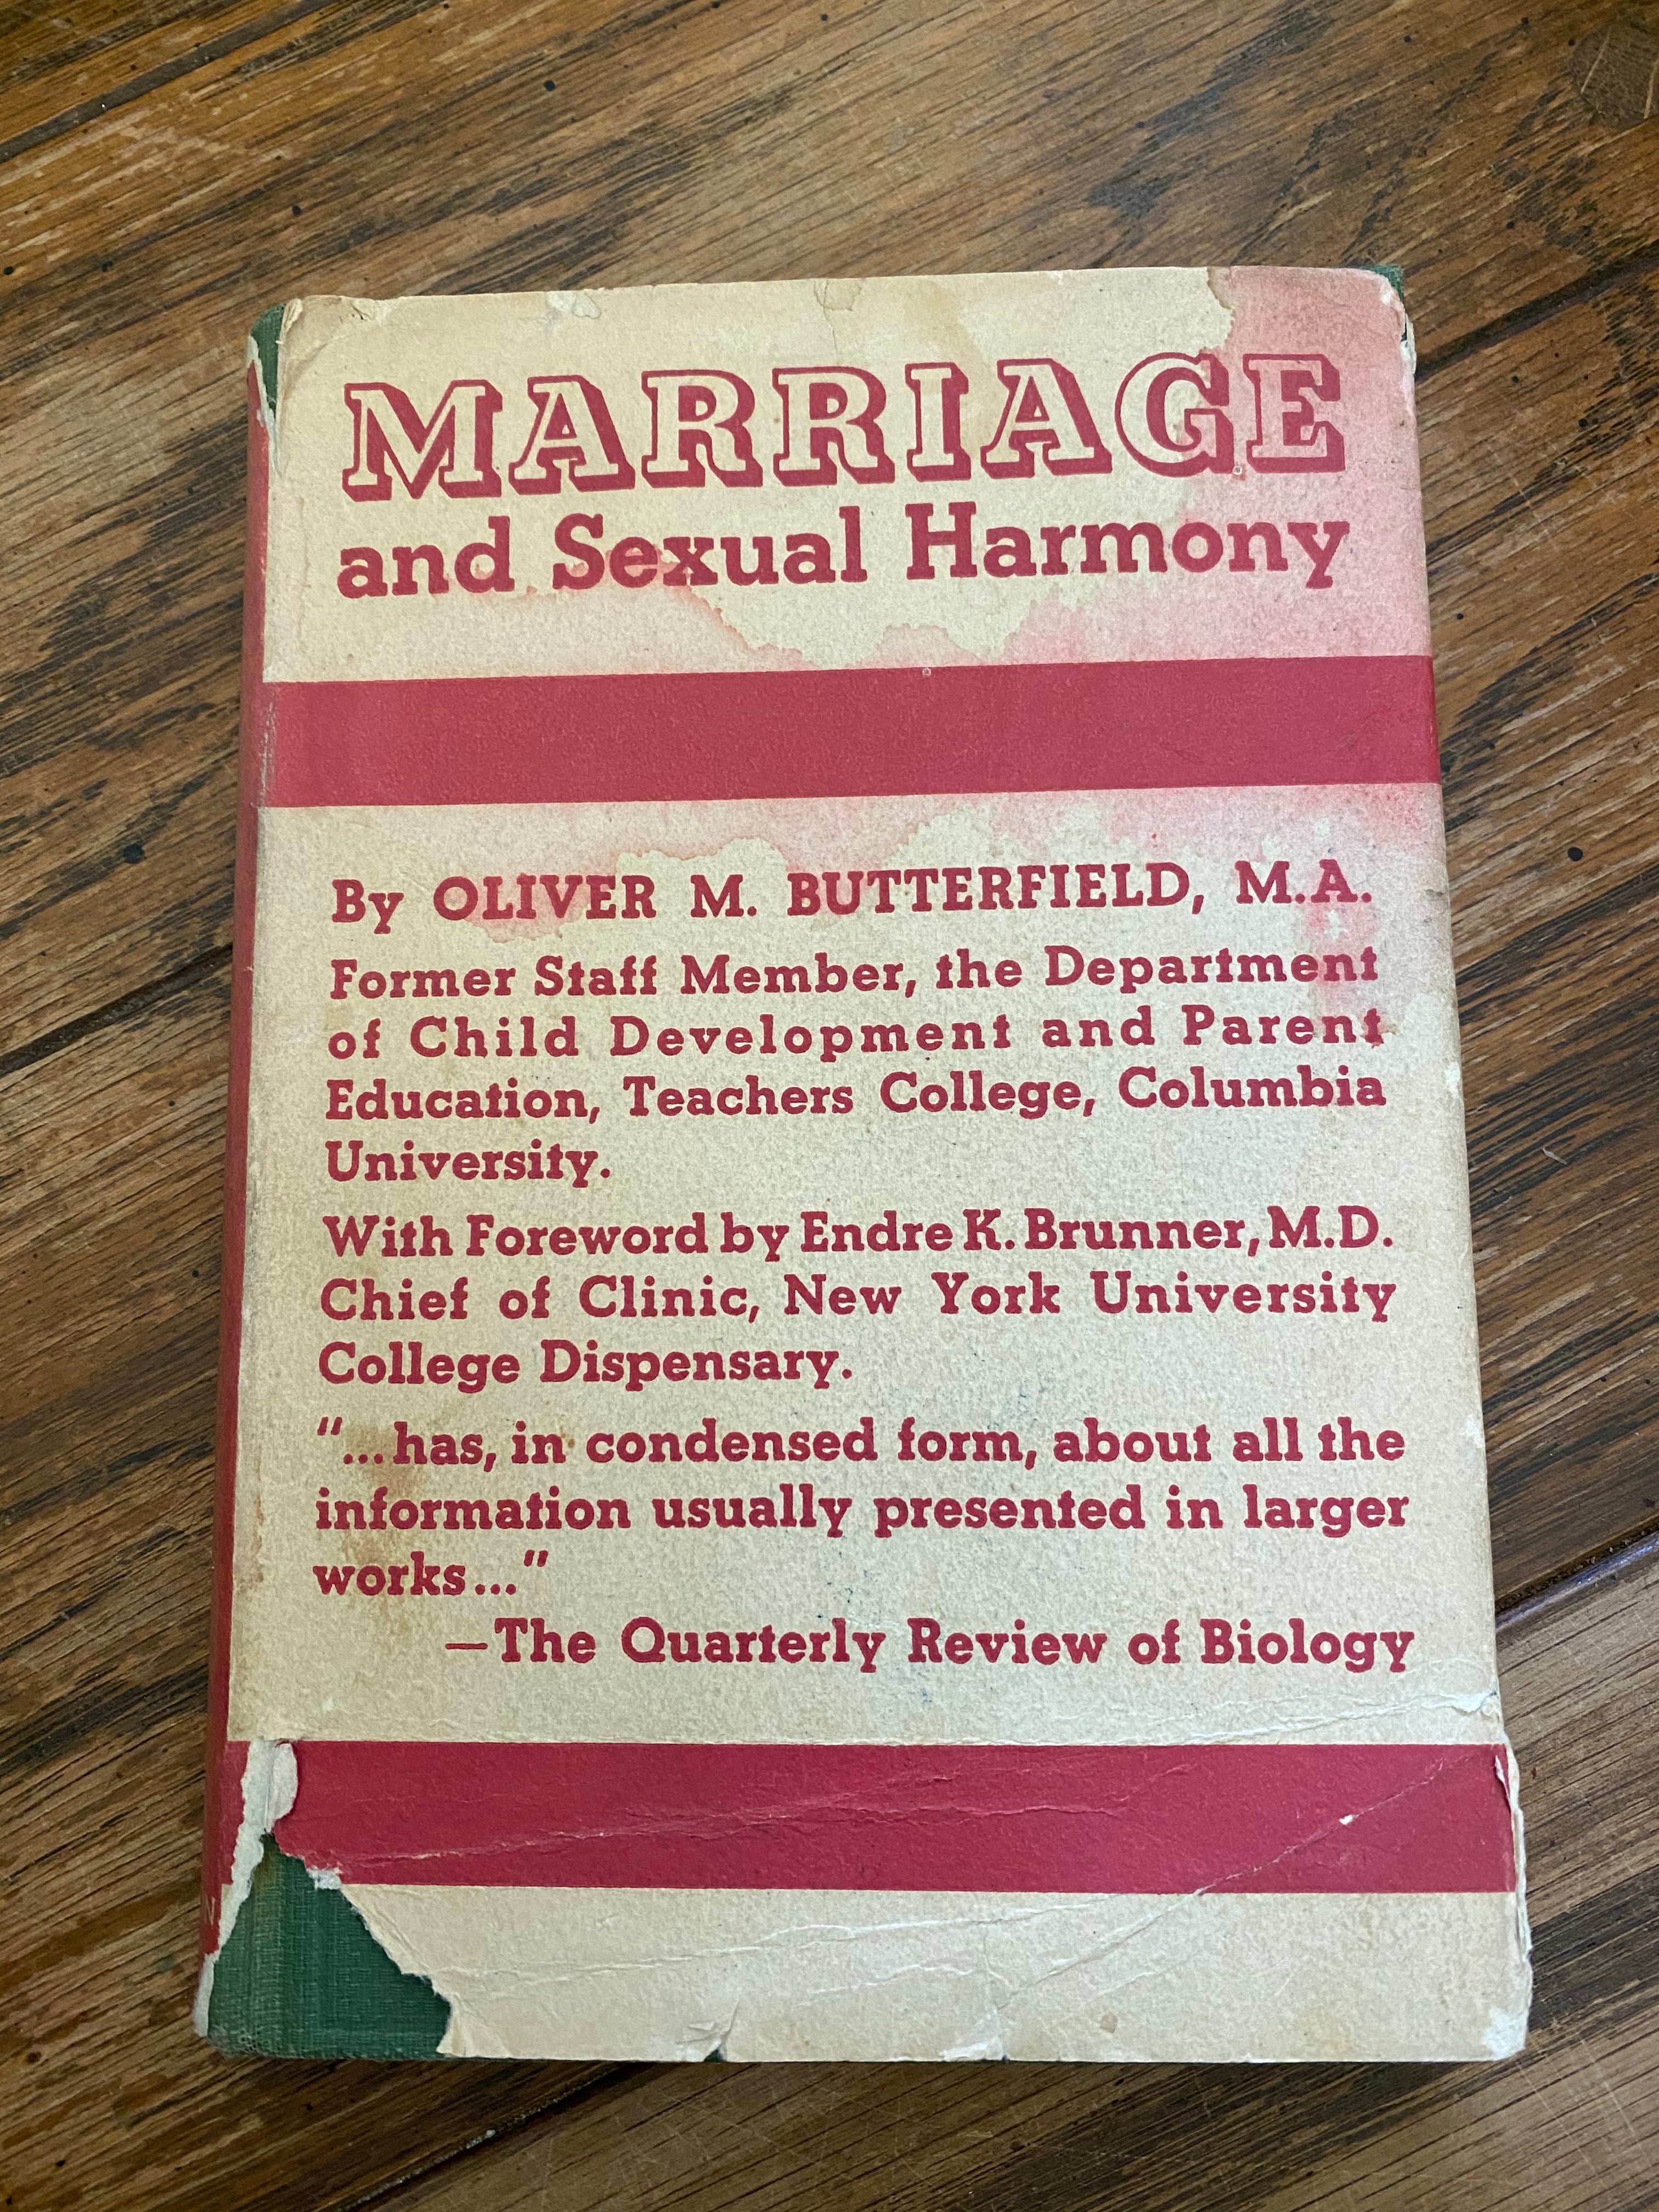 MARRIAGE
and Sexual Harmony
By OLIVER M. BUTTERFIELD, M.A.
Former Staff Member, the Department
of Child Development and Parent
Education, Teachers College, Columbia
University.
With Foreword by Endre K. Brunner, M.D.
Chief of Clinic, New York University
College Dispensary.
“...has, in condensed form, about all the
information usually presented in larger
works...”
—The Quarterly Review of Biology